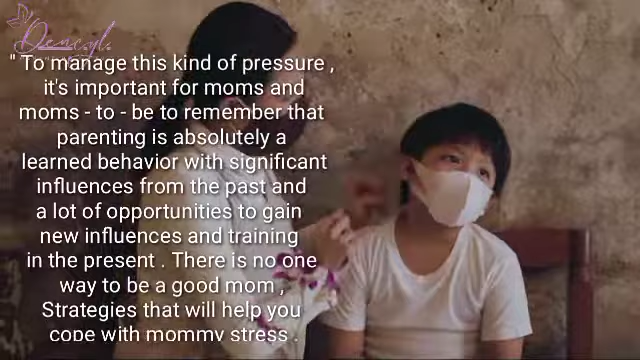 Dencyl
" To manage this kind of pressure ,
it's important for moms and
moms - to - be to remember that
parenting is absolutely a
learned behavior with significant
influences from the past and
a lot of opportunities to gain
new influences and training
in the present . There is no one
way to be a good mom ,
Strategies that will help you
cope with mommy stress .